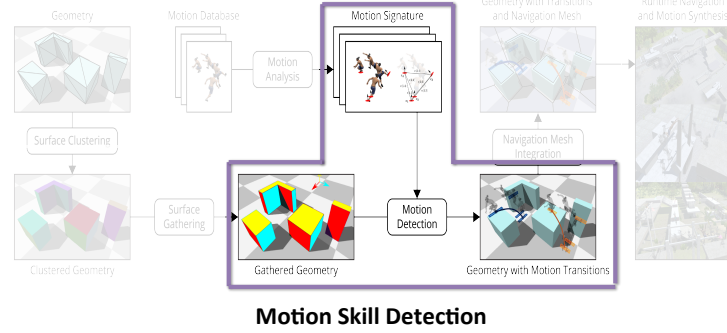 Geometry
Motion Database
Motion Signature
Geometry with Transitions
and Navigation Mesh
Runtime Navigation
and Motion Synthesis
Motion
Analysis
Surface Clustering
Navigation Mesh
Integration
Surface
Gathering
Motion
Detection
Clustered Geometry
Gathered Geometry
Geometry with Motion Transitions
Motion Skill Detection